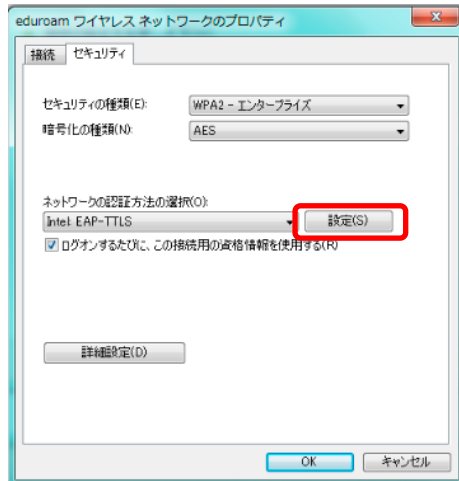 eduroam ワイヤレス ネットワークのプロパティ
接続 セキュリティ
セキュリティの種類(E): WPA2 - エンタープライズ
暗号化の種類(N): AES
ネットワークの認証方法の選択(O):
Intel: EAP-TTLS 設定(S)
ログオンするたびに、この接続用の資格情報を使用する(R)
詳細設定(D)
OK キャンセル